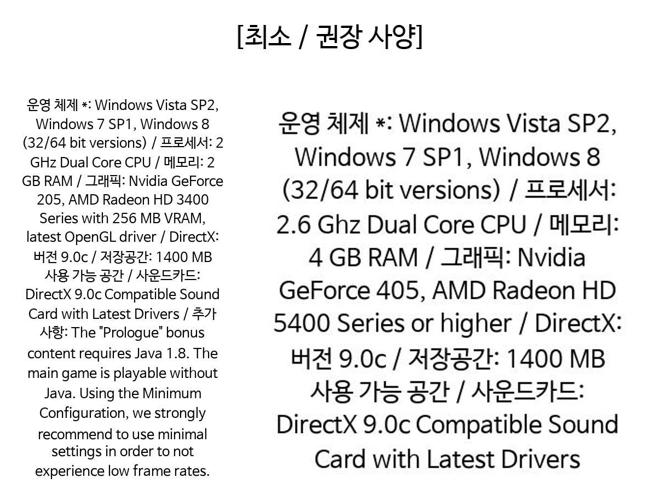 [최소 / 권장 사양]
운영 체제 *: Windows Vista SP2,
Windows 7 SP1, Windows 8
(32/64 bit versions) / 프로세서: 2
GHz Dual Core CPU / 메모리: 2
GB RAM / 그래픽: Nvidia GeForce
205, AMD Radeon HD 3400
Series with 256 MB VRAM,
latest OpenGL driver / DirectX:
버전 9.0c / 저장공간: 1400 MB
사용 가능 공간 / 사운드카드:
DirectX 9.0c Compatible Sound
Card with Latest Drivers / 추가
사항: The "Prologue" bonus
content requires Java 1.8. The
main game is playable without
Java. Using the Minimum
Configuration, we strongly
recommend to use minimal
settings in order to not
experience low frame rates.
운영 체제 *: Windows Vista SP2,
Windows 7 SP1, Windows 8
(32/64 bit versions) / 프로세서:
2.6 Ghz Dual Core CPU / 메모리:
4 GB RAM / 그래픽: Nvidia
GeForce 405, AMD Radeon HD
5400 Series or higher / DirectX:
버전 9.0c / 저장공간: 1400 MB
사용 가능 공간 / 사운드카드:
DirectX 9.0c Compatible Sound
Card with Latest Drivers